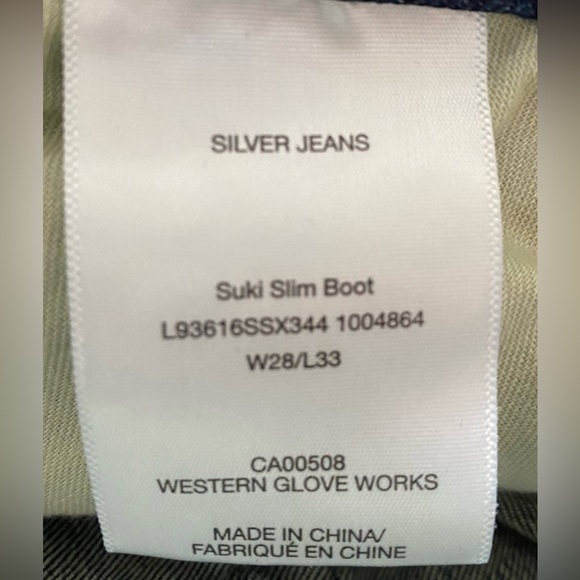 SILVER JEANS
Suki Slim Boot
L93616SSX344 1004864
W28/L33
CA00508
WESTERN GLOVE WORKS
MADE IN CHINA/
FABRIQUÉ EN CHINE